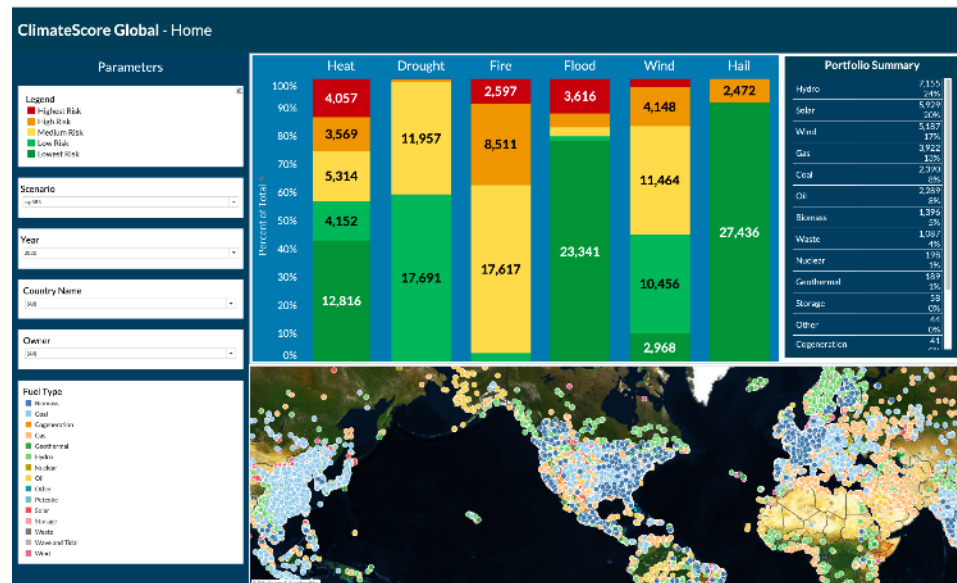 ClimateScore Global - Home
Parameters
Legend
Highest Risk
High Risk
Medium Risk
Low Risk
Lowest Risk
Scenario
Year
Country Name
(All)
Owner
(All)
Fuel Type
Biomass
Coal
Cogeneration
Gas
Geothermal
Hydro
Nuclear
Oil
Other
Petcoke
Solar
Storage
Waste
Wave and Tidal
Wind
Heat Drought Fire Flood Wind Hail
Percent of Total
100%
90%
80%
70%
60%
50%
40%
30%
20%
10%
0%
4,057
3,569
5,314
4,152
12,816
11,957
17,691
2,597
8,511
17,617
3,616
23,341
4,148
11,464
10,456
2,968
2,472
27,436
Portfolio Summary
Hydro 7,155
24%
Solar 5,929
20%
Wind 5,187
17%
Gas 3,922
13%
Coal 2,390
8%
Oil 2,289
8%
Biomass 1,396
5%
Waste 1,087
4%
Nuclear 198
1%
Geothermal 189
1%
Storage 58
0%
Other 44
0%
Cogeneration 41